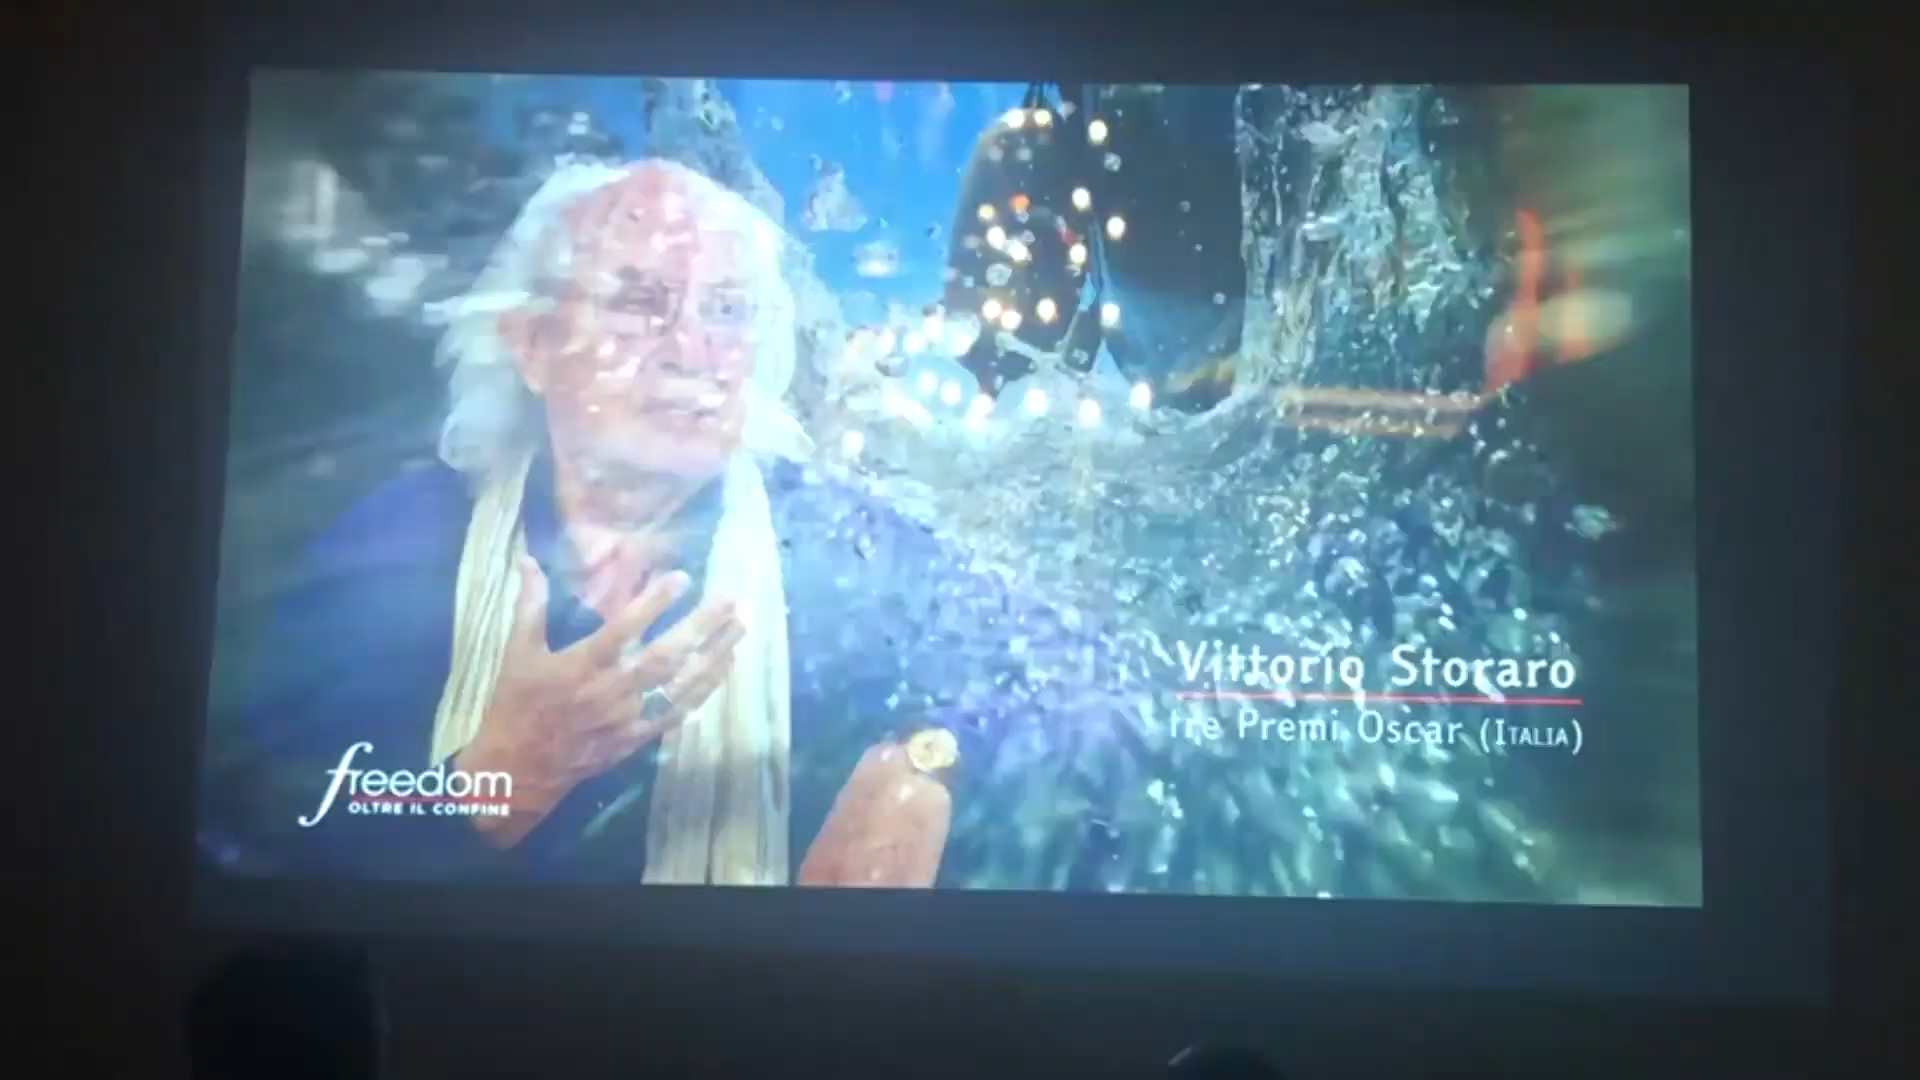 Vittorio Storaro
tre Premi Oscar (ITALIA)
freedom
OLTRE IL CONFINE